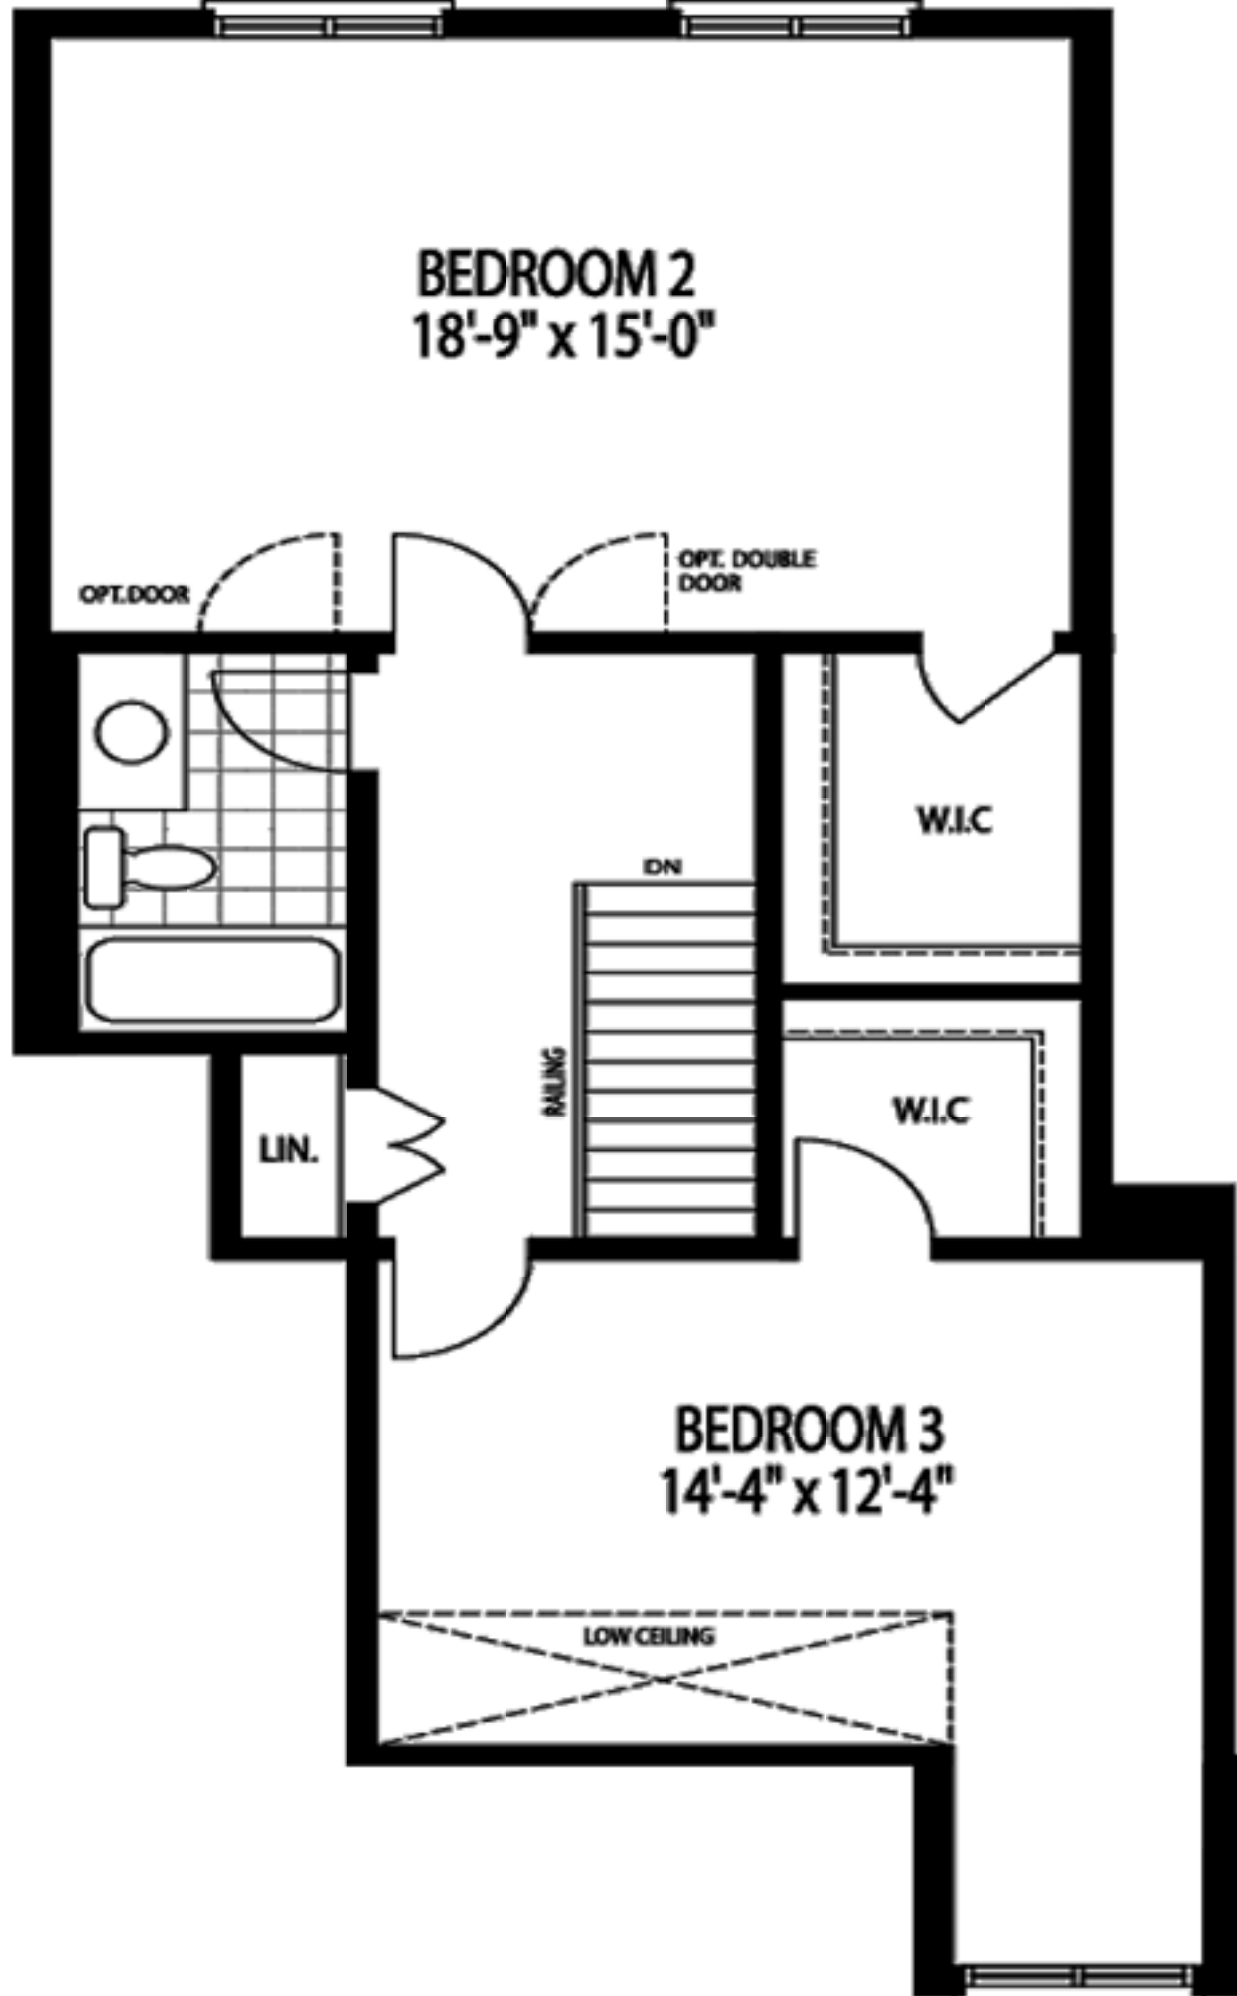 BEDROOM 2
18'-9" x 15'-0"
OPT. DOUBLE
DOOR
OPT.DOOR
W.I.C
DN
RAILING
W.I.C
LIN.
BEDROOM 3
14'-4" x 12'-4"
LOW CEILING